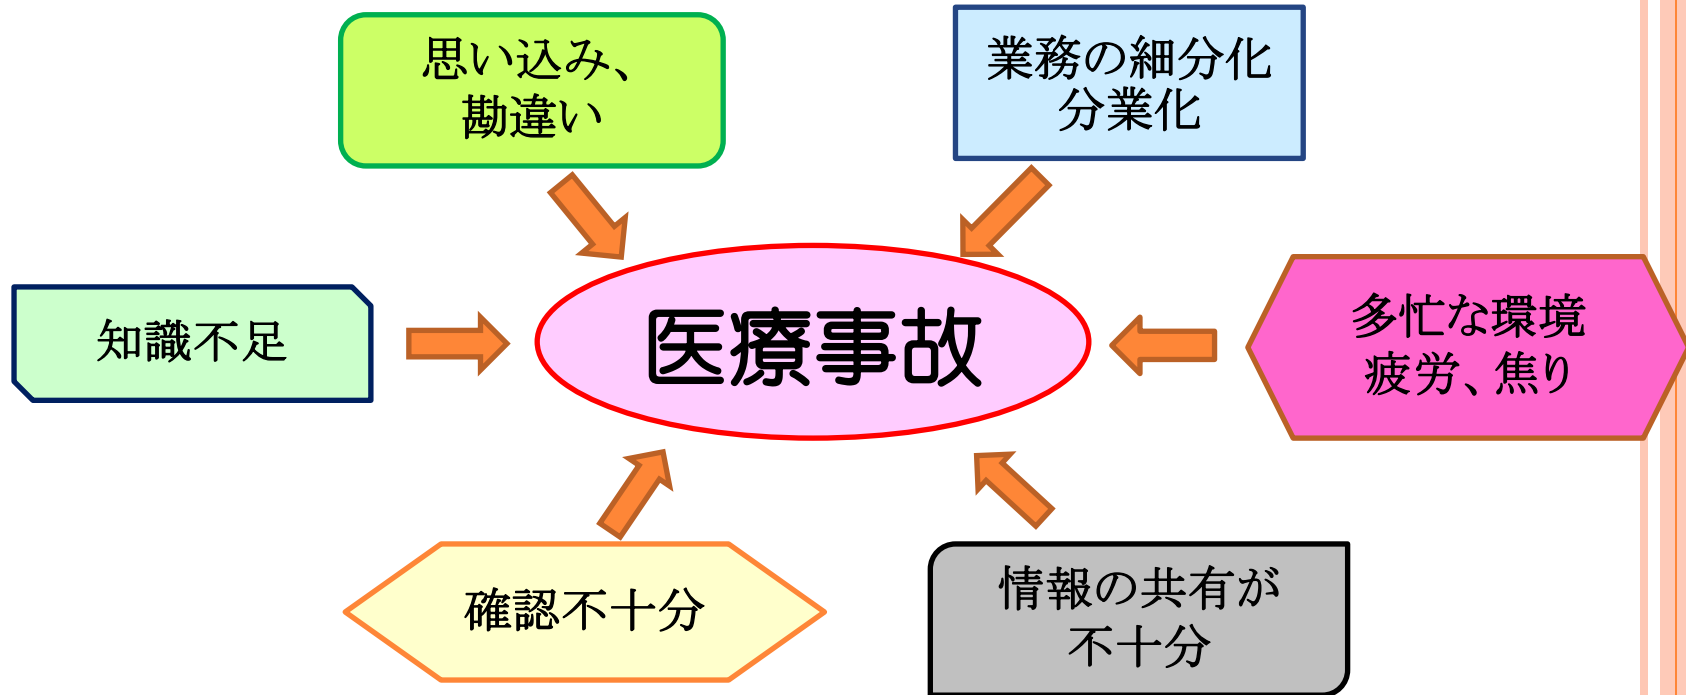 思い込み、
勘違い
業務の細分化
分業化
知識不足
医療事故
多忙な環境
疲労、焦り
確認不十分
情報の共有が
不十分